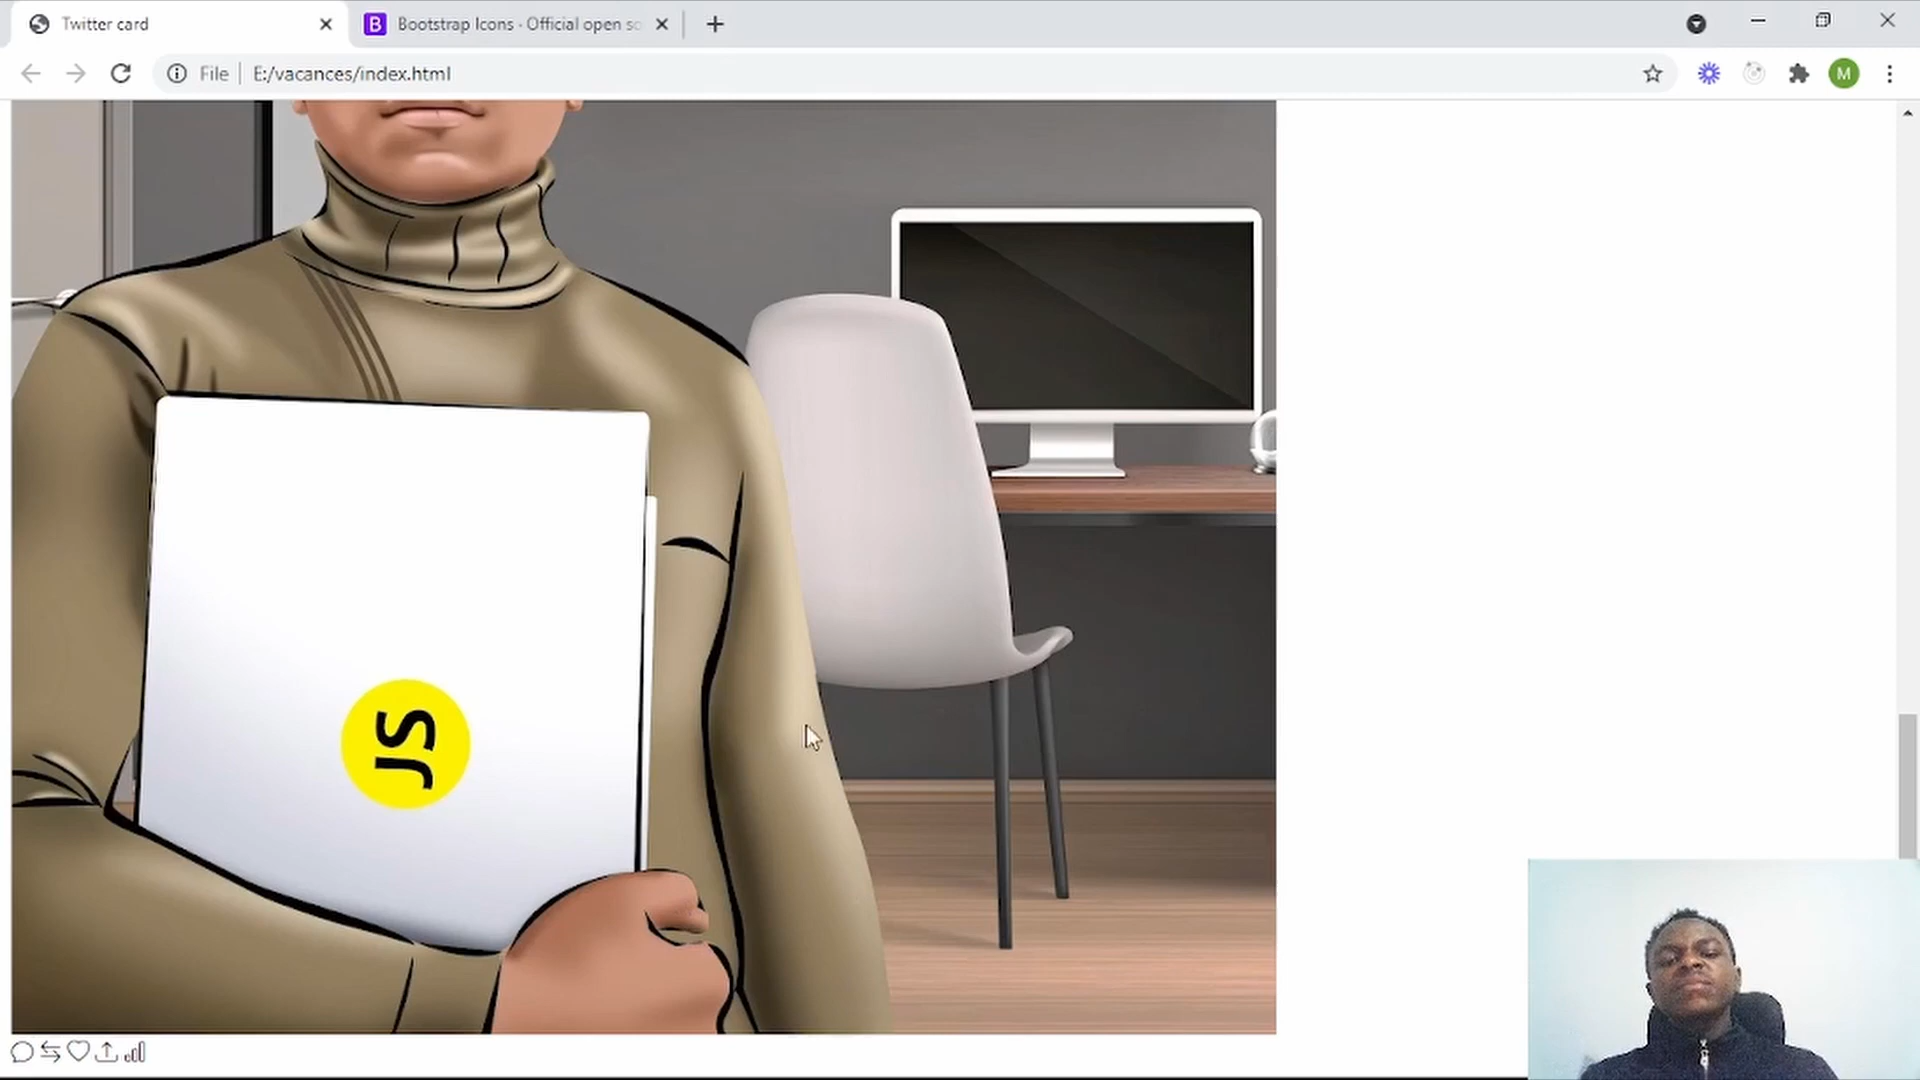 Twitter card
B
Bootstrap Icons - Official open so
File
E:/vacances/index.html
M
JS